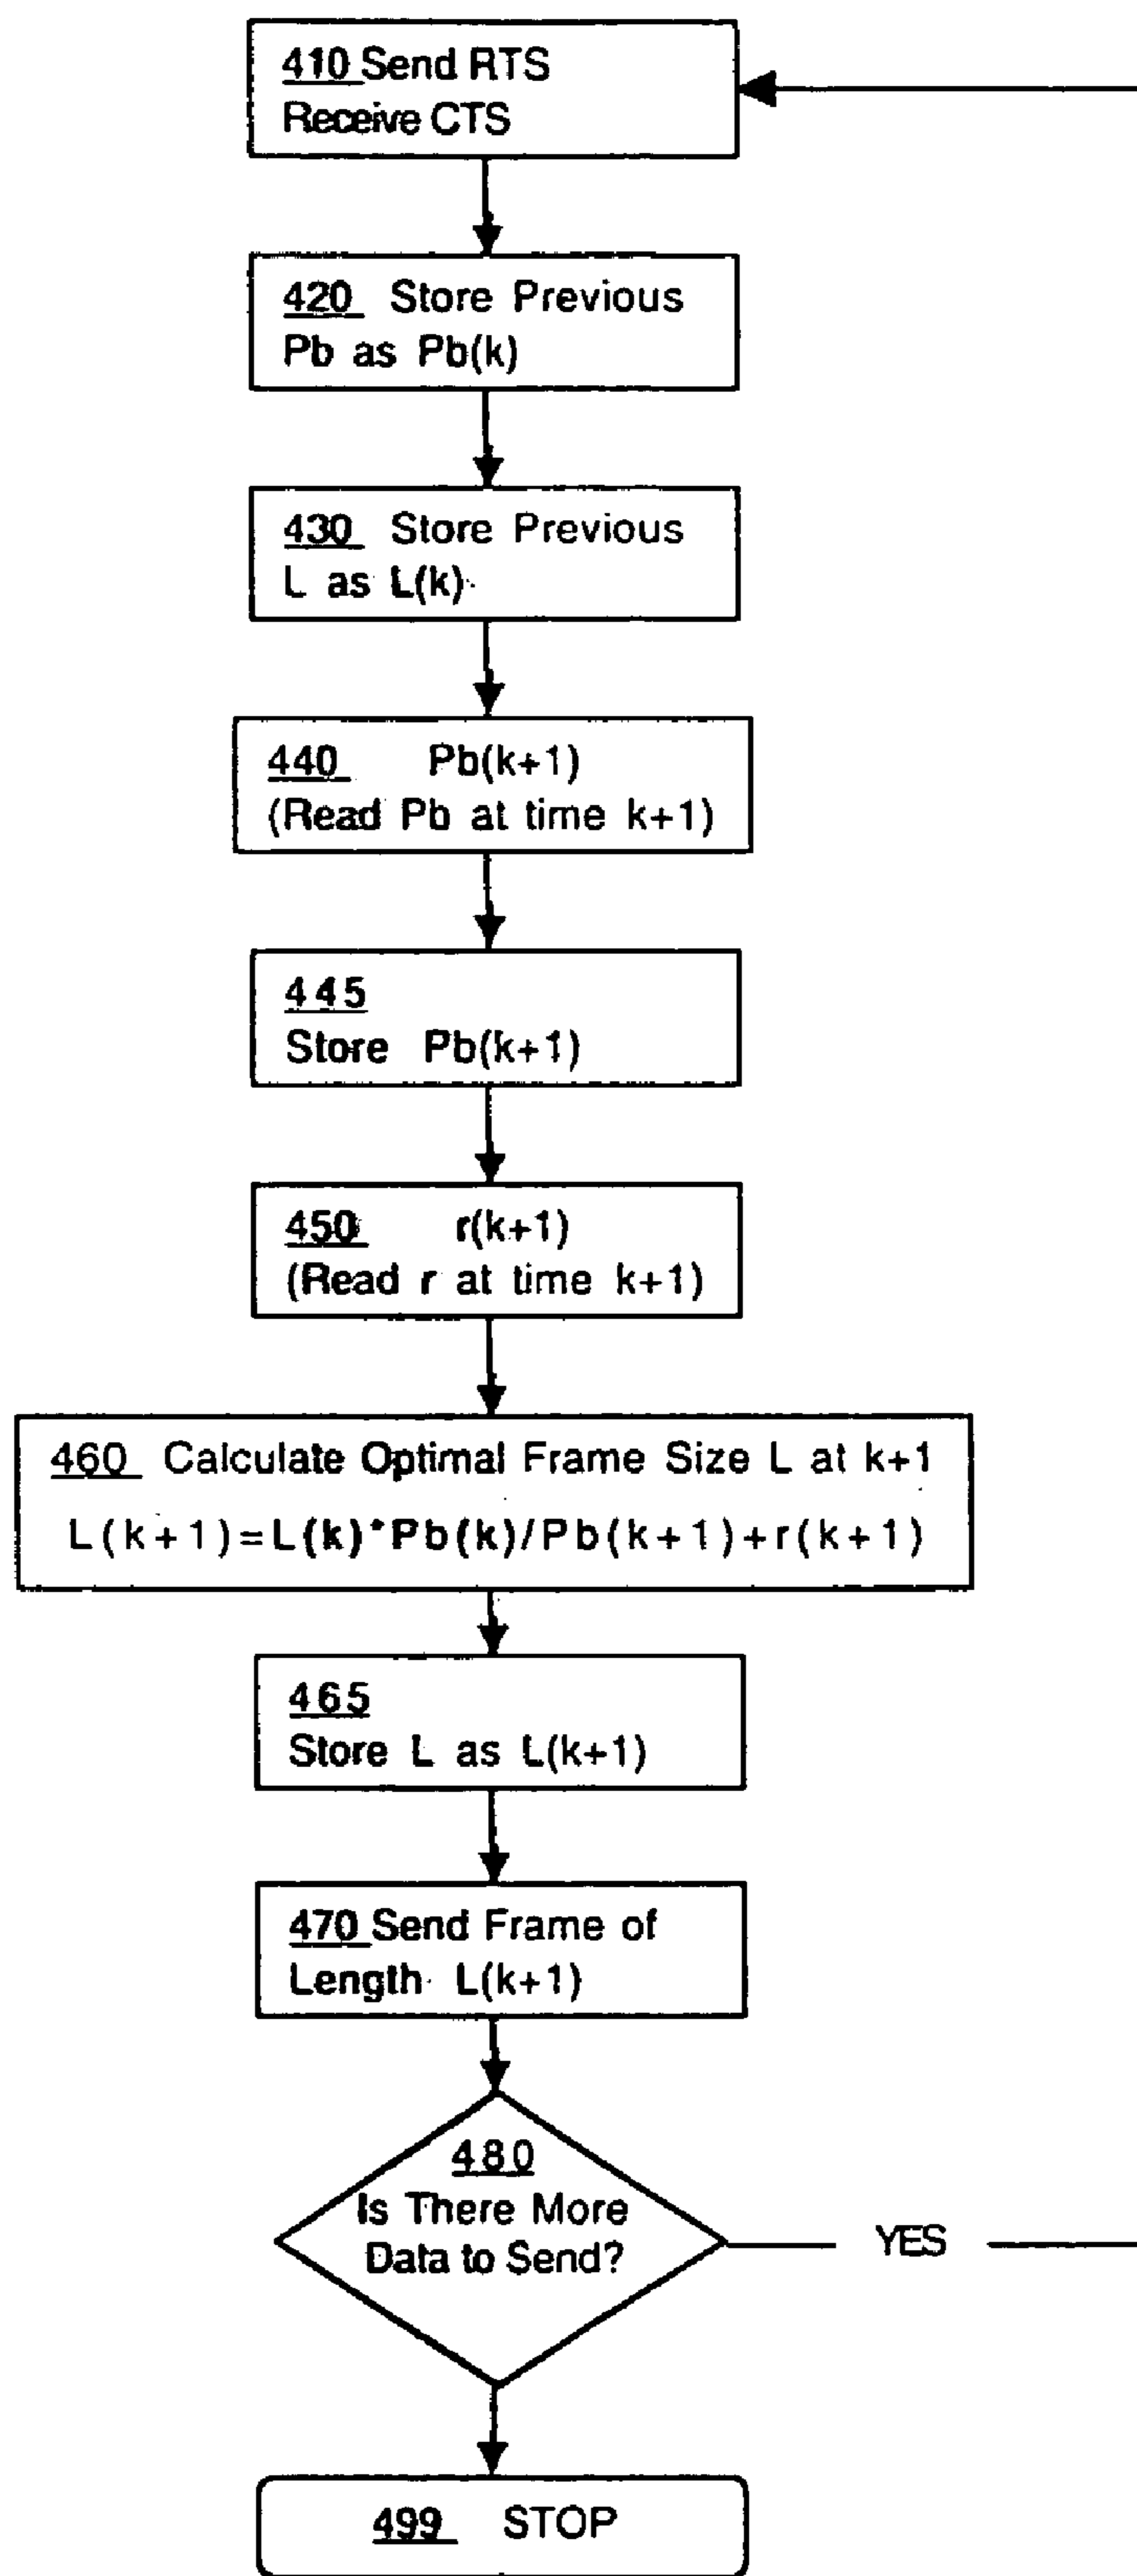 410 Send RTS
Receive CTS
420 Store Previous
Pb as Pb(k)
430 Store Previous
L as L(k)
440 Pb(k+1)
(Read Pb at time k+1)
445
Store Pb(k+1)
450 r(k+1)
(Read r at time k+1)
460 Calculate Optimal Frame Size L at k+1
L(k+1)=L(k)*Pb(k)/Pb(k+1)+r(k+1)
465
Store L as L(k+1)
470 Send Frame of
Length L(k+1)
480
Is There More
Data to Send?
YES
499 STOP